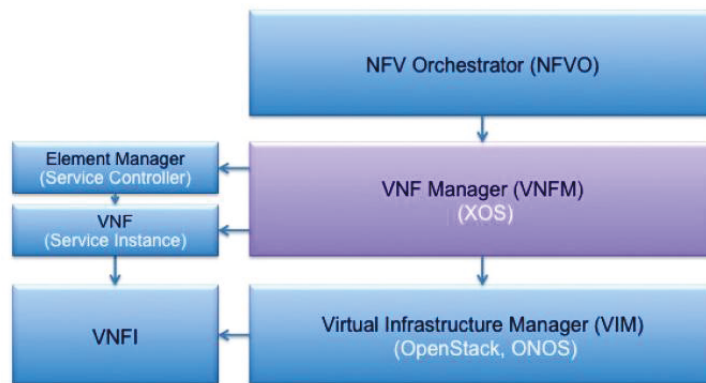 NFV Orchestrator (NFVO)
Element Manager
(Service Controller)
VNF Manager (VNFM)
(XOS)
VNF
(Service Instance)
VNFI
Virtual Infrastructure Manager (VIM)
(OpenStack, ONOS)